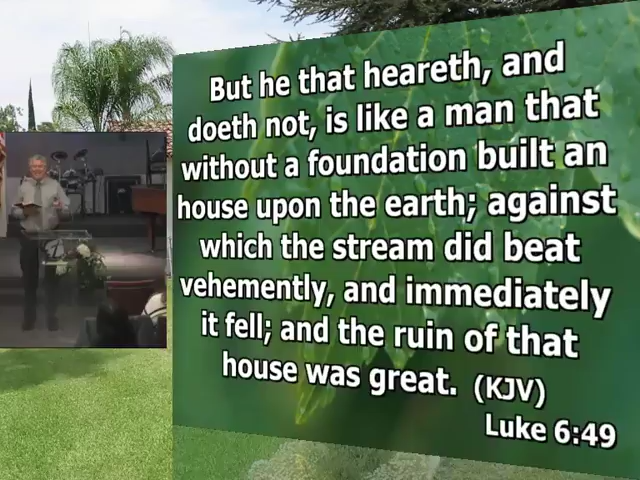 But he that heareth, and
doeth not, is like a man that
without a foundation built an
house upon the earth; against
which the stream did beat
vehemently, and immediately
it fell; and the ruin of that
house was great. (KJV)
Luke 6:49